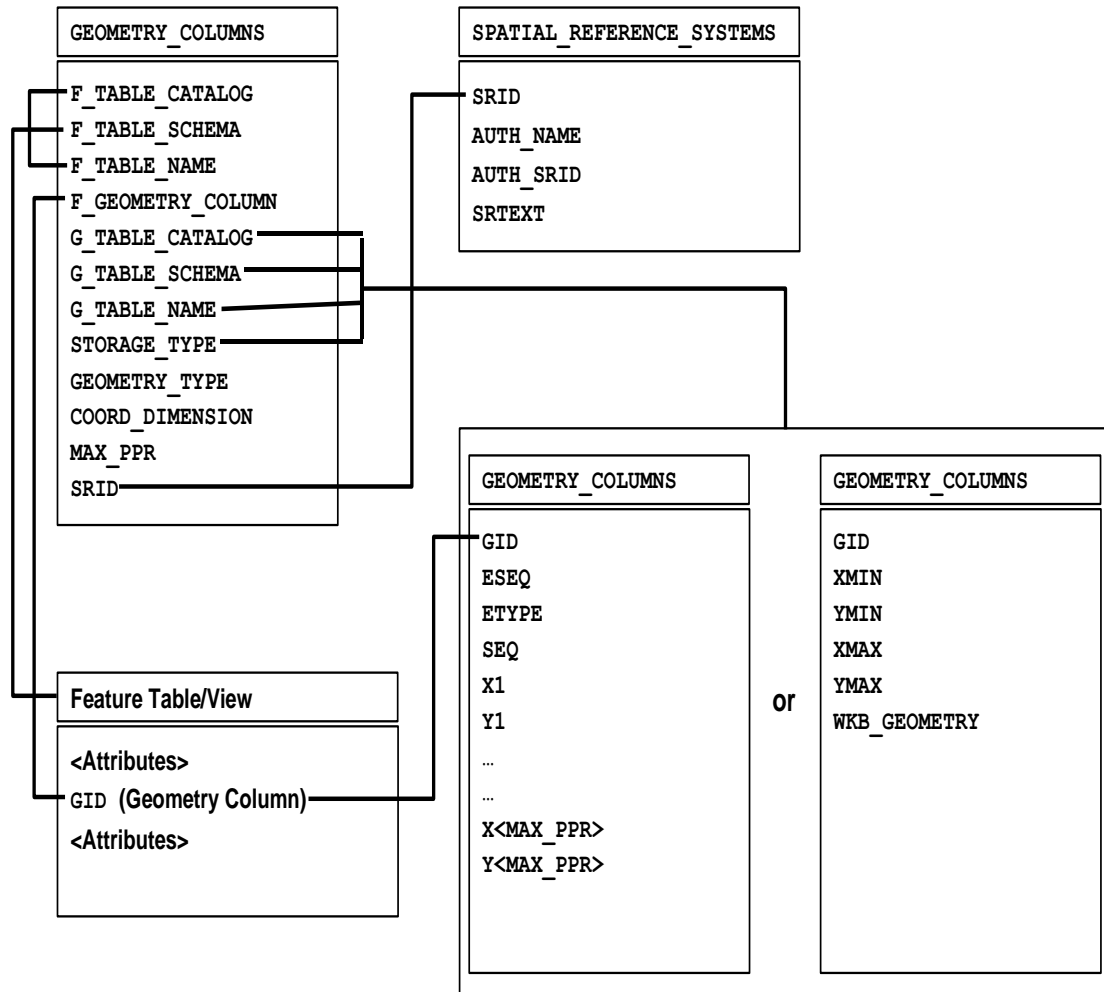 GEOMETRY_COLUMNS
F_TABLE_CATALOG
F_TABLE_SCHEMA
F_TABLE_NAME
F_GEOMETRY_COLUMN
G_TABLE_CATALOG
G_TABLE_SCHEMA
G_TABLE_NAME
STORAGE_TYPE
GEOMETRY_TYPE
COORD_DIMENSION
MAX_PPR
SRID
SPATIAL_REFERENCE_SYSTEMS
SRID
AUTH_NAME
AUTH_SRID
SRTEXT
Feature Table/View
<Attributes>
GID (Geometry Column)
<Attributes>
GEOMETRY_COLUMNS
GID
ESEQ
ETYPE
SEQ
X1
Y1
…
…
X<MAX_PPR>
Y<MAX_PPR>
or
GEOMETRY_COLUMNS
GID
XMIN
YMIN
XMAX
YMAX
WKB_GEOMETRY